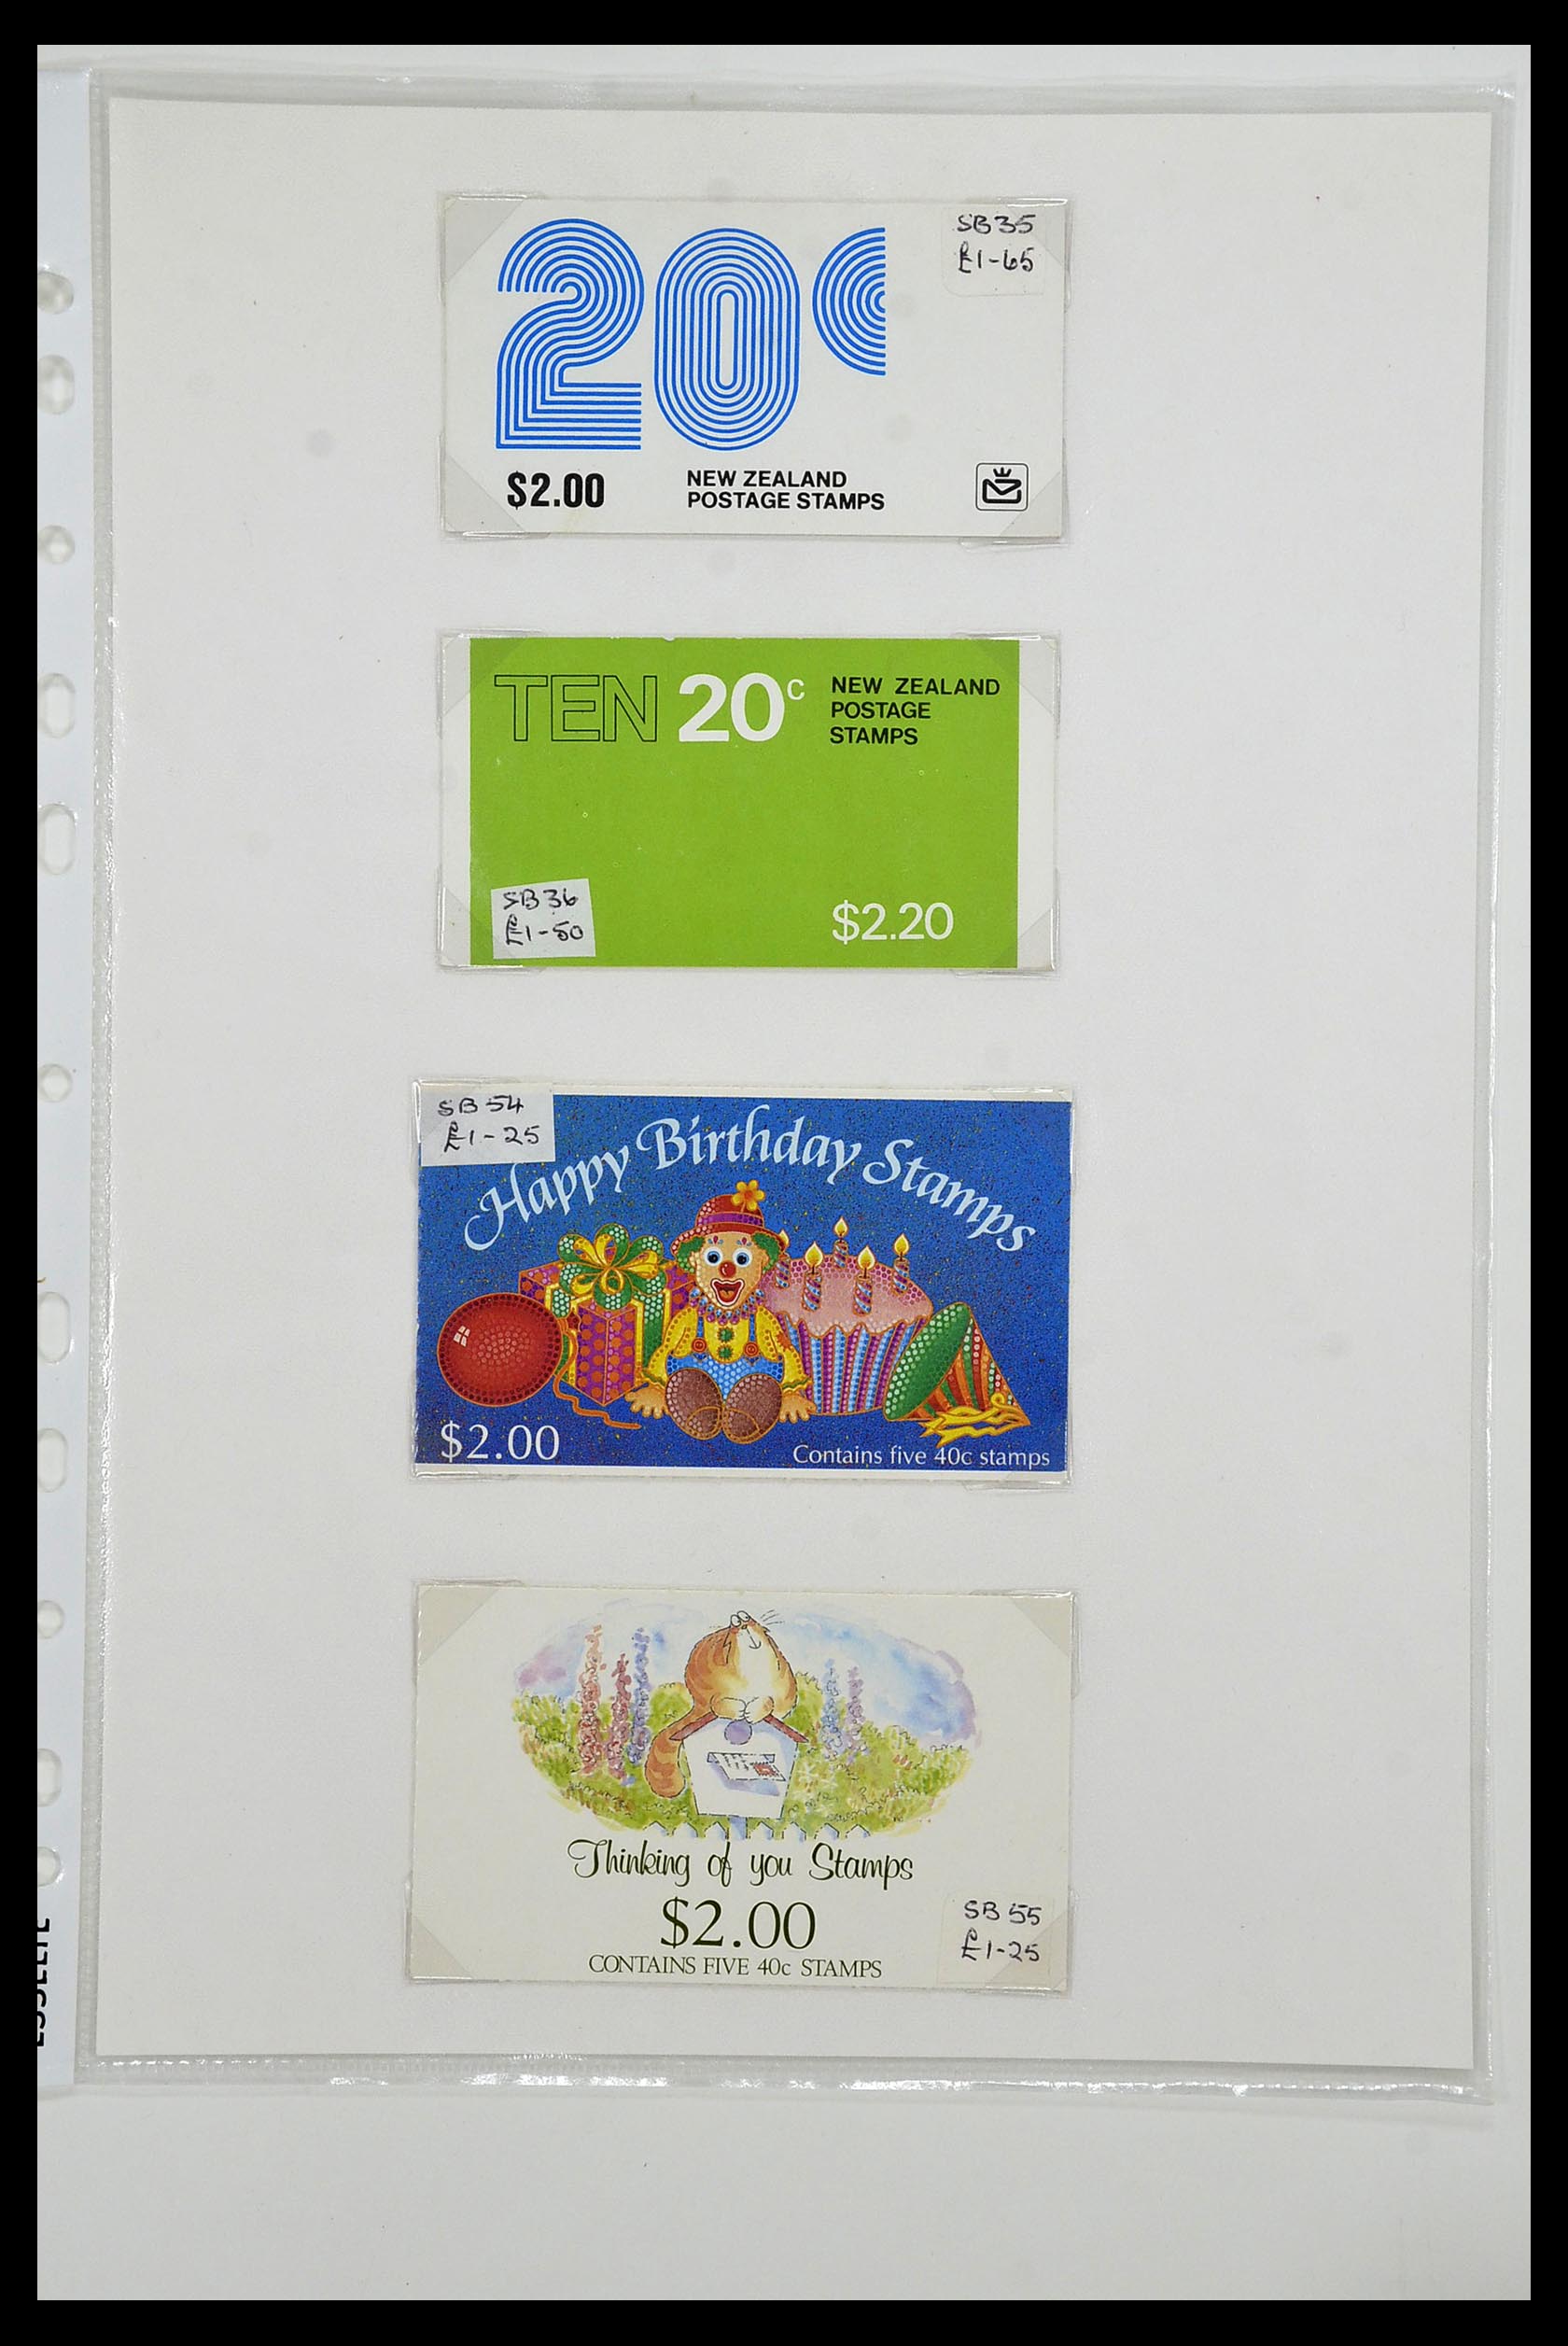 20c
SB35
£1-65
$2.00
NEW ZEALAND
POSTAGE STAMPS
TEN 20c
NEW ZEALAND
POSTAGE
STAMPS
SB36
£1-50
$2.20
SB54
£1-25
Happy Birthday Stamps
$2.00
Contains five 40c stamps
Thinking of you Stamps
$2.00
CONTAINS FIVE 40c STAMPS
SB55
£1-25
ESSELTE